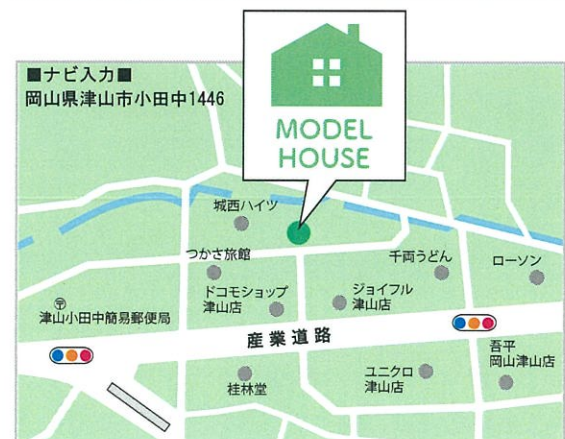 ■ナビ入力■
岡山県津山市小田中1446
MODEL
HOUSE
城西ハイツ
つかさ旅館
千両うどん
ローソン
ドコモショップ
津山店
ジョイフル
津山店
〒
津山小田中簡易郵便局
産業道路
吾平
岡山津山店
ユニクロ
津山店
桂林堂